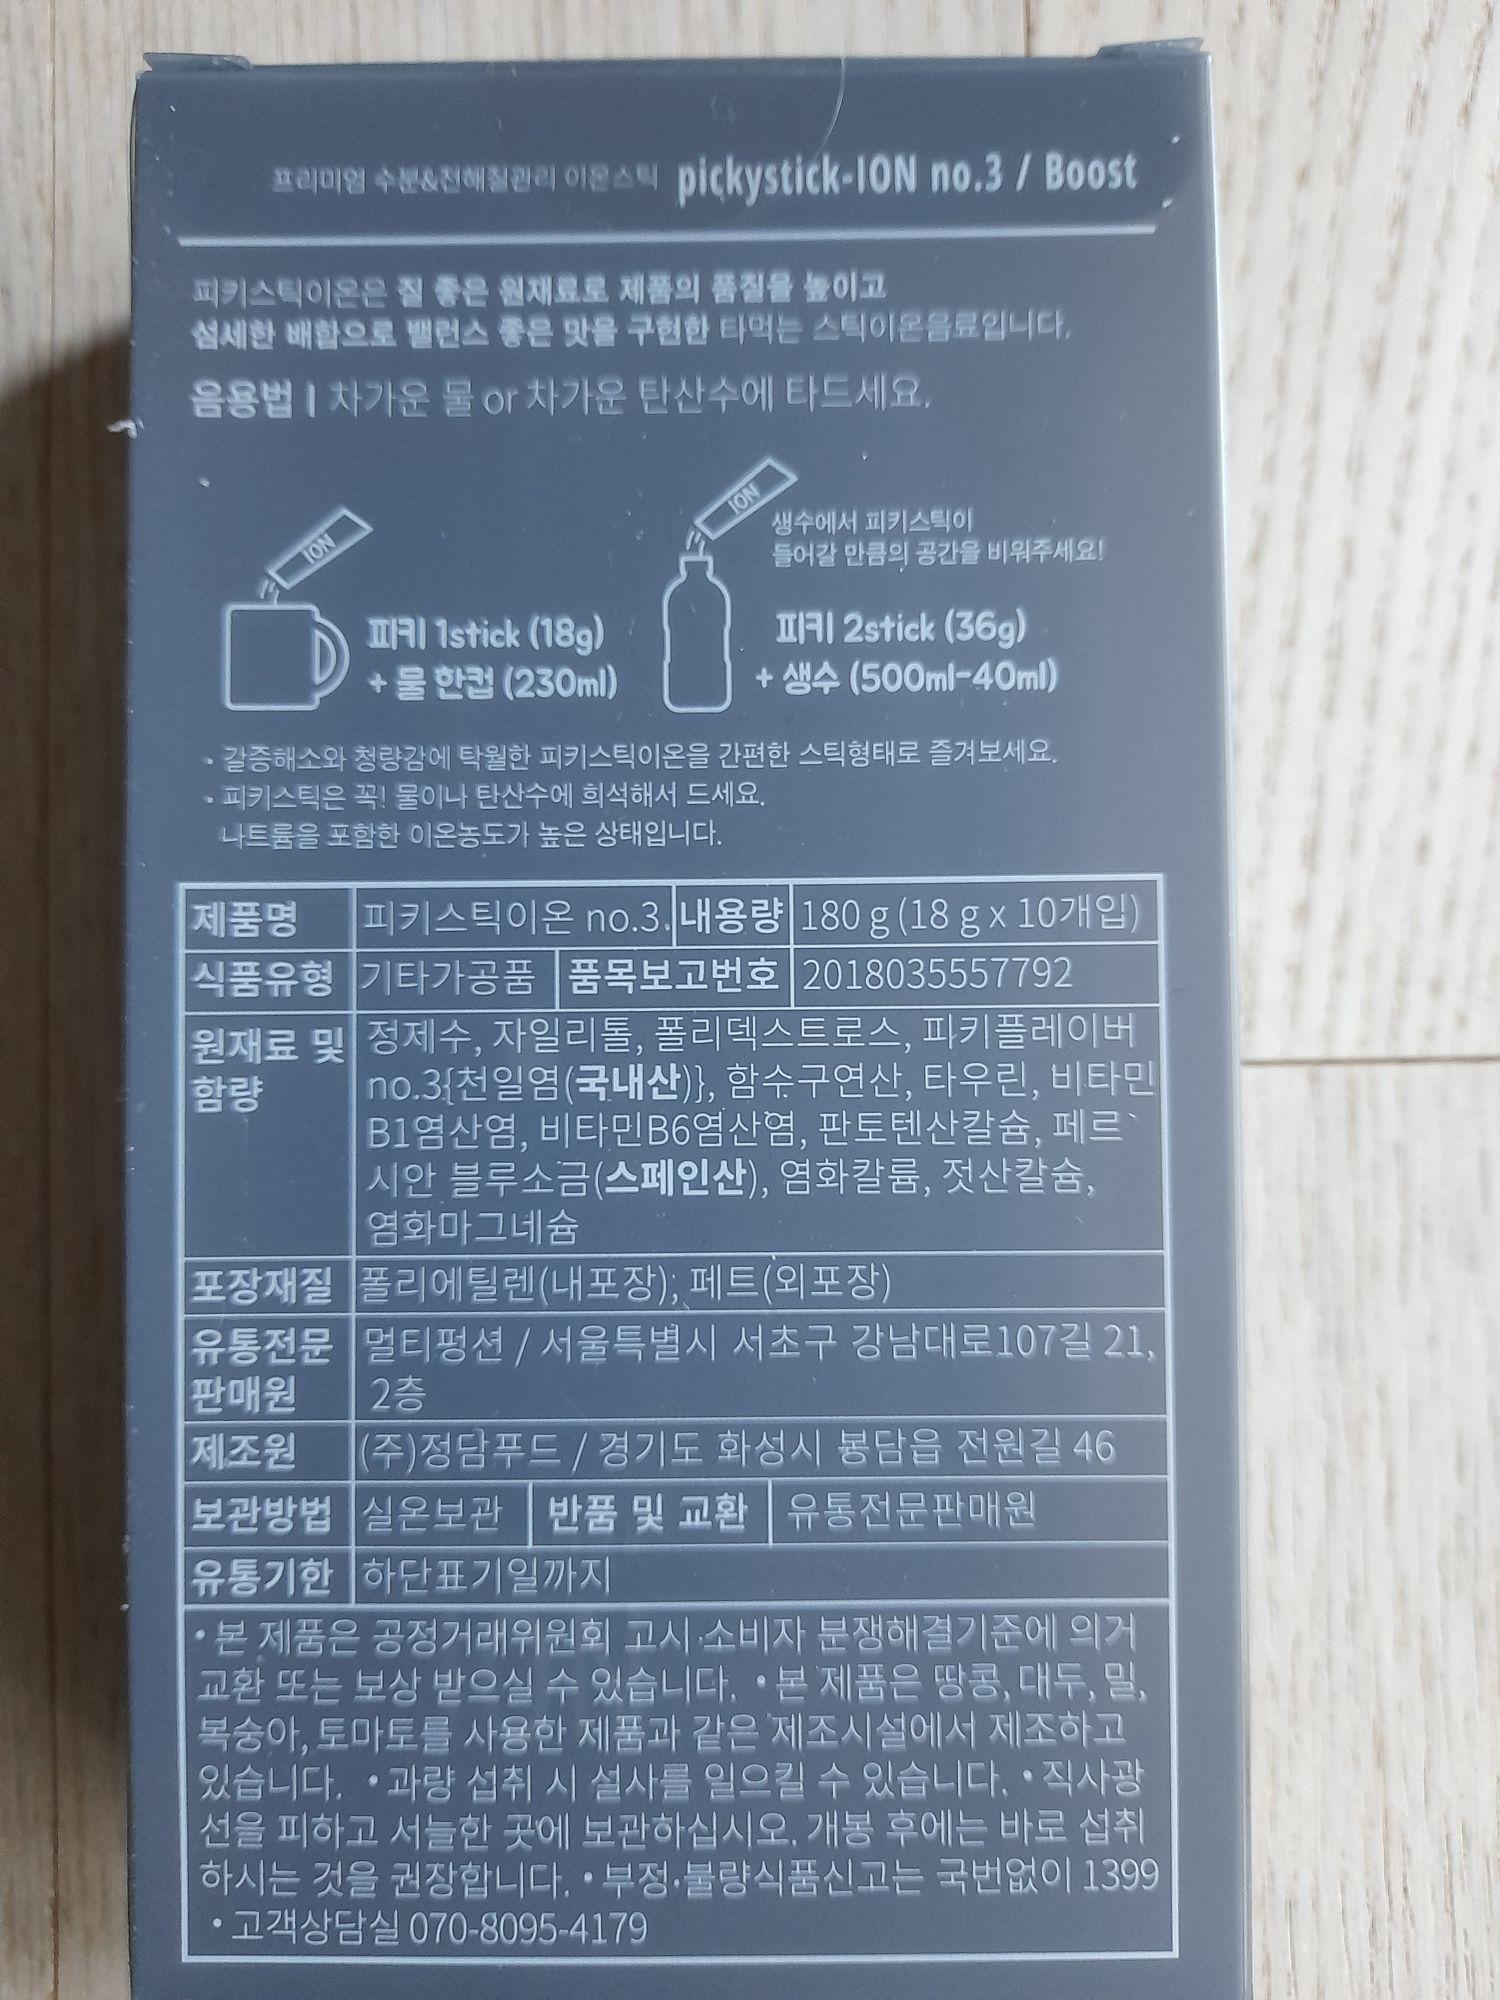 프리미엄 수분&전해질관리 이온스틱 pickystick-ION no.3 / Boost
피키스틱이온은 질 좋은 원재료로 제품의 품질을 높이고
섬세한 배합으로 밸런스 좋은 맛을 구현한 타먹는 스틱이온음료입니다.
음용법 | 차가운 물 or 차가운 탄산수에 타드세요.
ION
ION
생수에서 피키스틱이
들어갈 만큼의 공간을 비워주세요!
피키 1stick (18g)
+ 물 한컵 (230ml)
피키 2stick (36g)
+ 생수 (500ml-40ml)
• 갈증해소와 청량감에 탁월한 피키스틱이온을 간편한 스틱형태로 즐겨보세요.
• 피키스틱은 꼭! 물이나 탄산수에 희석해서 드세요.
나트륨을 포함한 이온농도가 높은 상태입니다.
제품명 피키스틱이온 no.3. 내용량 180 g (18 g x 10개입)
식품유형 기타가공품 품목보고번호 2018035557792
원재료 및 함량 정제수, 자일리톨, 폴리덱스트로스, 피키플레이버
no.3{천일염(국내산)}, 함수구연산, 타우린, 비타민
B1염산염, 비타민B6염산염, 판토텐산칼슘, 페르`
시안 블루소금(스페인산), 염화칼륨, 젓산칼슘,
염화마그네슘
포장재질 폴리에틸렌(내포장); 페트(외포장)
유통전문 판매원 멀티펑션 / 서울특별시 서초구 강남대로107길 21,
2층
제조원 (주)정담푸드 / 경기도 화성시 봉담읍 전원길 46
보관방법 실온보관 반품 및 교환 유통전문판매원
유통기한 하단표기일까지
• 본 제품은 공정거래위원회 고시 소비자 분쟁해결기준에 의거
교환 또는 보상 받으실 수 있습니다. • 본 제품은 땅콩, 대두, 밀,
복숭아, 토마토를 사용한 제품과 같은 제조시설에서 제조하고
있습니다. • 과량 섭취 시 설사를 일으킬 수 있습니다. • 직사광
선을 피하고 서늘한 곳에 보관하십시오. 개봉 후에는 바로 섭취
하시는 것을 권장합니다. • 부정·불량식품신고는 국번없이 1399
• 고객상담실 070-8095-4179